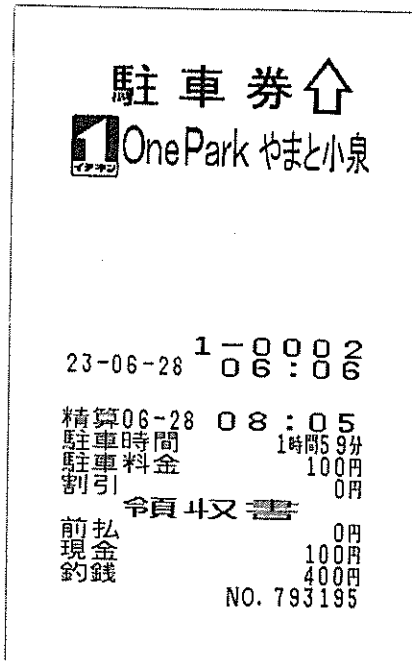 駐車券⇧
1 イチキン OnePark やまと小泉
1-0002
23-06-28 06:06
精算06-28 08:05
駐車時間 1時間59分
駐車料金 100円
割引 0円
領収書
前払 0円
現金 100円
釣銭 400円
NO.793195